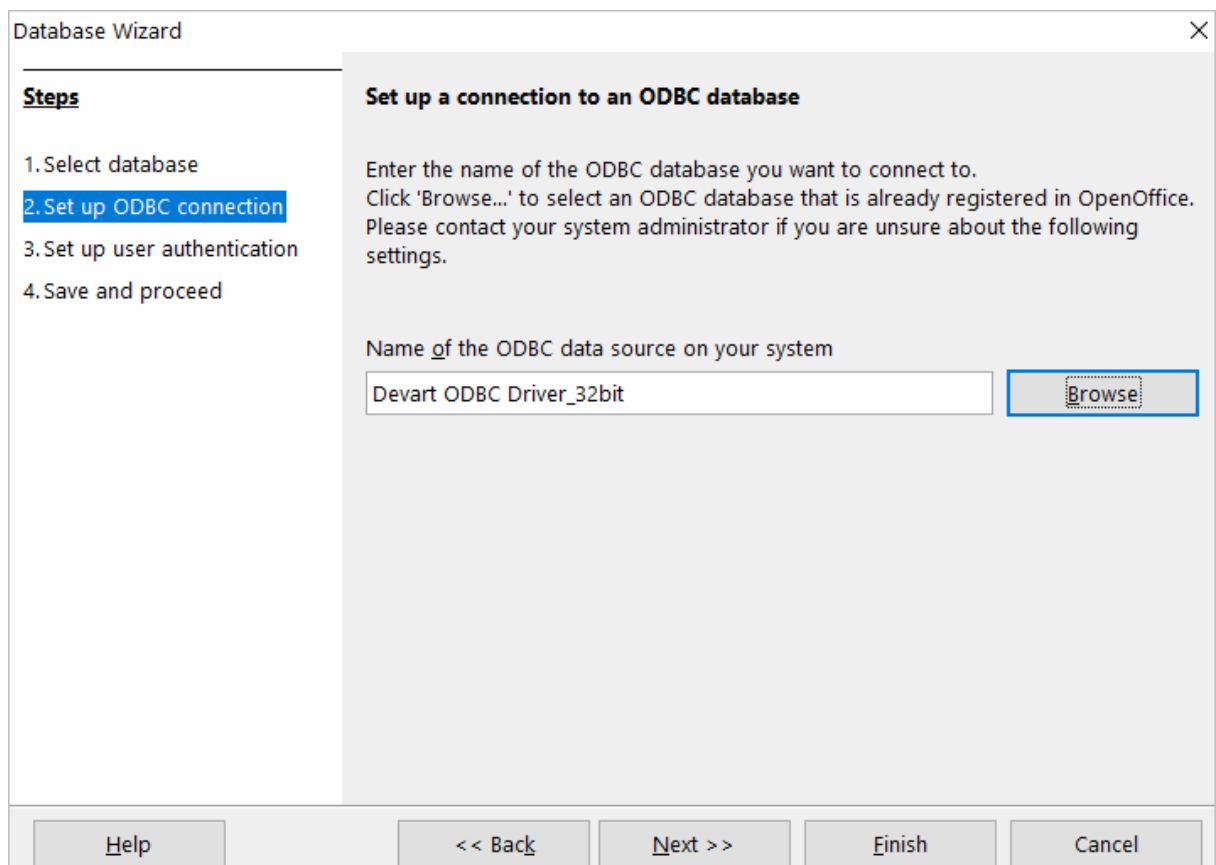 Database Wizard
Steps
1. Select database
2. Set up ODBC connection
3. Set up user authentication
4. Save and proceed
Set up a connection to an ODBC database
Enter the name of the ODBC database you want to connect to.
Click 'Browse...' to select an ODBC database that is already registered in OpenOffice.
Please contact your system administrator if you are unsure about the following
settings.
Name of the ODBC data source on your system
Devart ODBC Driver_32bit
Browse
Help
<< Back
Next >>
Finish
Cancel